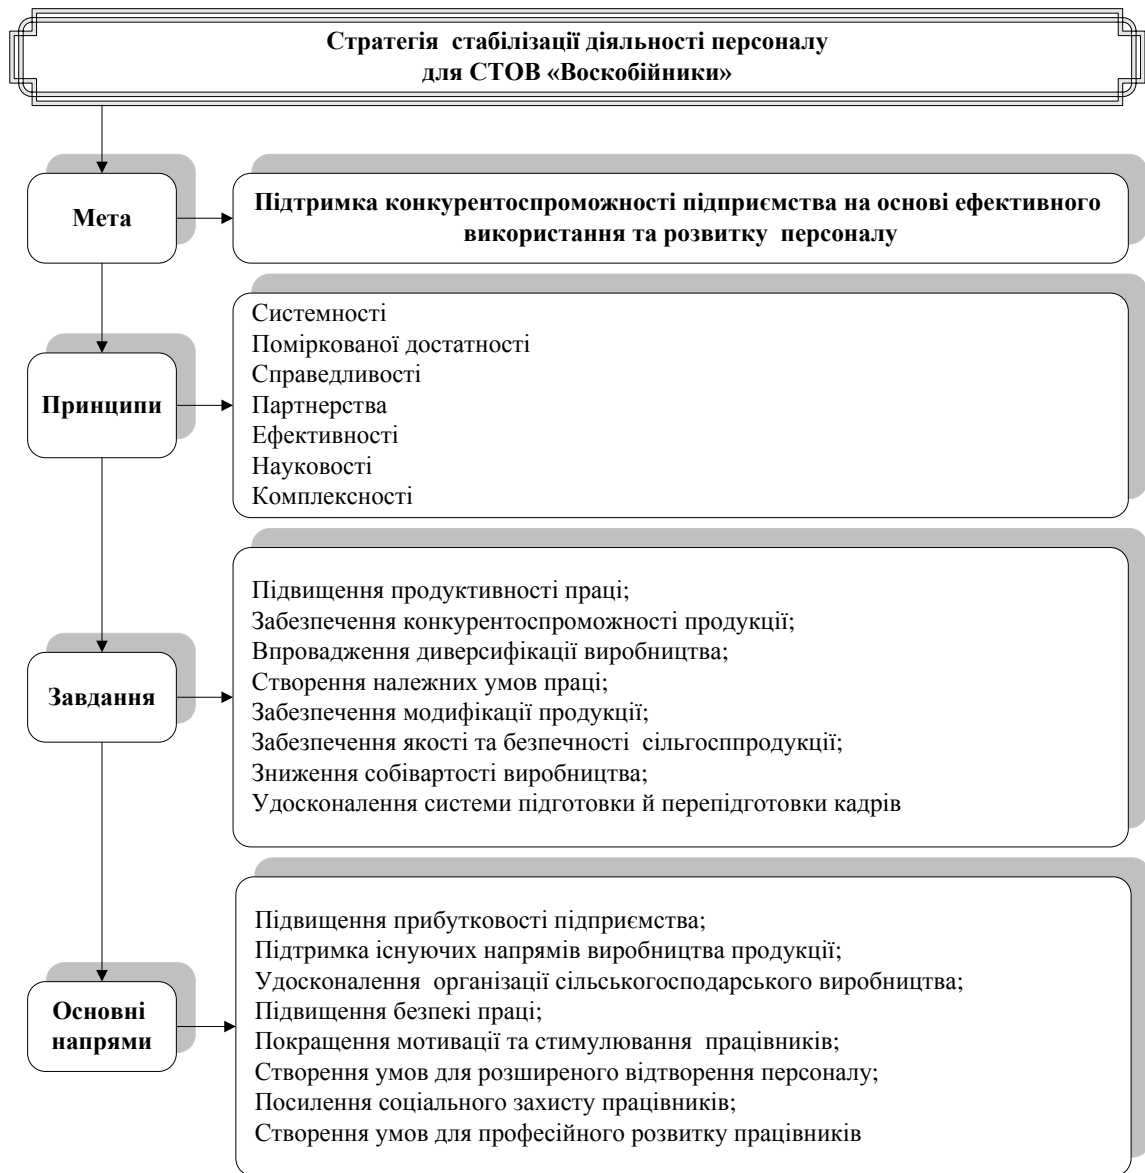 Стратегія стабілізації діяльності персоналу
для СТОВ «Воскобійники»
Мета
Підтримка конкурентоспроможності підприємства на основі ефективного
використання та розвитку персоналу
Принципи
Системності
Поміркованої достатності
Справедливості
Партнерства
Ефективності
Науковості
Комплексності
Завдання
Підвищення продуктивності праці;
Забезпечення конкурентоспроможності продукції;
Впровадження диверсифікації виробництва;
Створення належних умов праці;
Забезпечення модифікації продукції;
Забезпечення якості та безпечності сільгосппродукції;
Зниження собівартості виробництва;
Удосконалення системи підготовки й перепідготовки кадрів
Основні
напрями
Підвищення прибутковості підприємства;
Підтримка існуючих напрямів виробництва продукції;
Удосконалення організації сільськогосподарського виробництва;
Підвищення безпекі праці;
Покращення мотивації та стимулювання працівників;
Створення умов для розширеного відтворення персоналу;
Посилення соціального захисту працівників;
Створення умов для професійного розвитку працівників